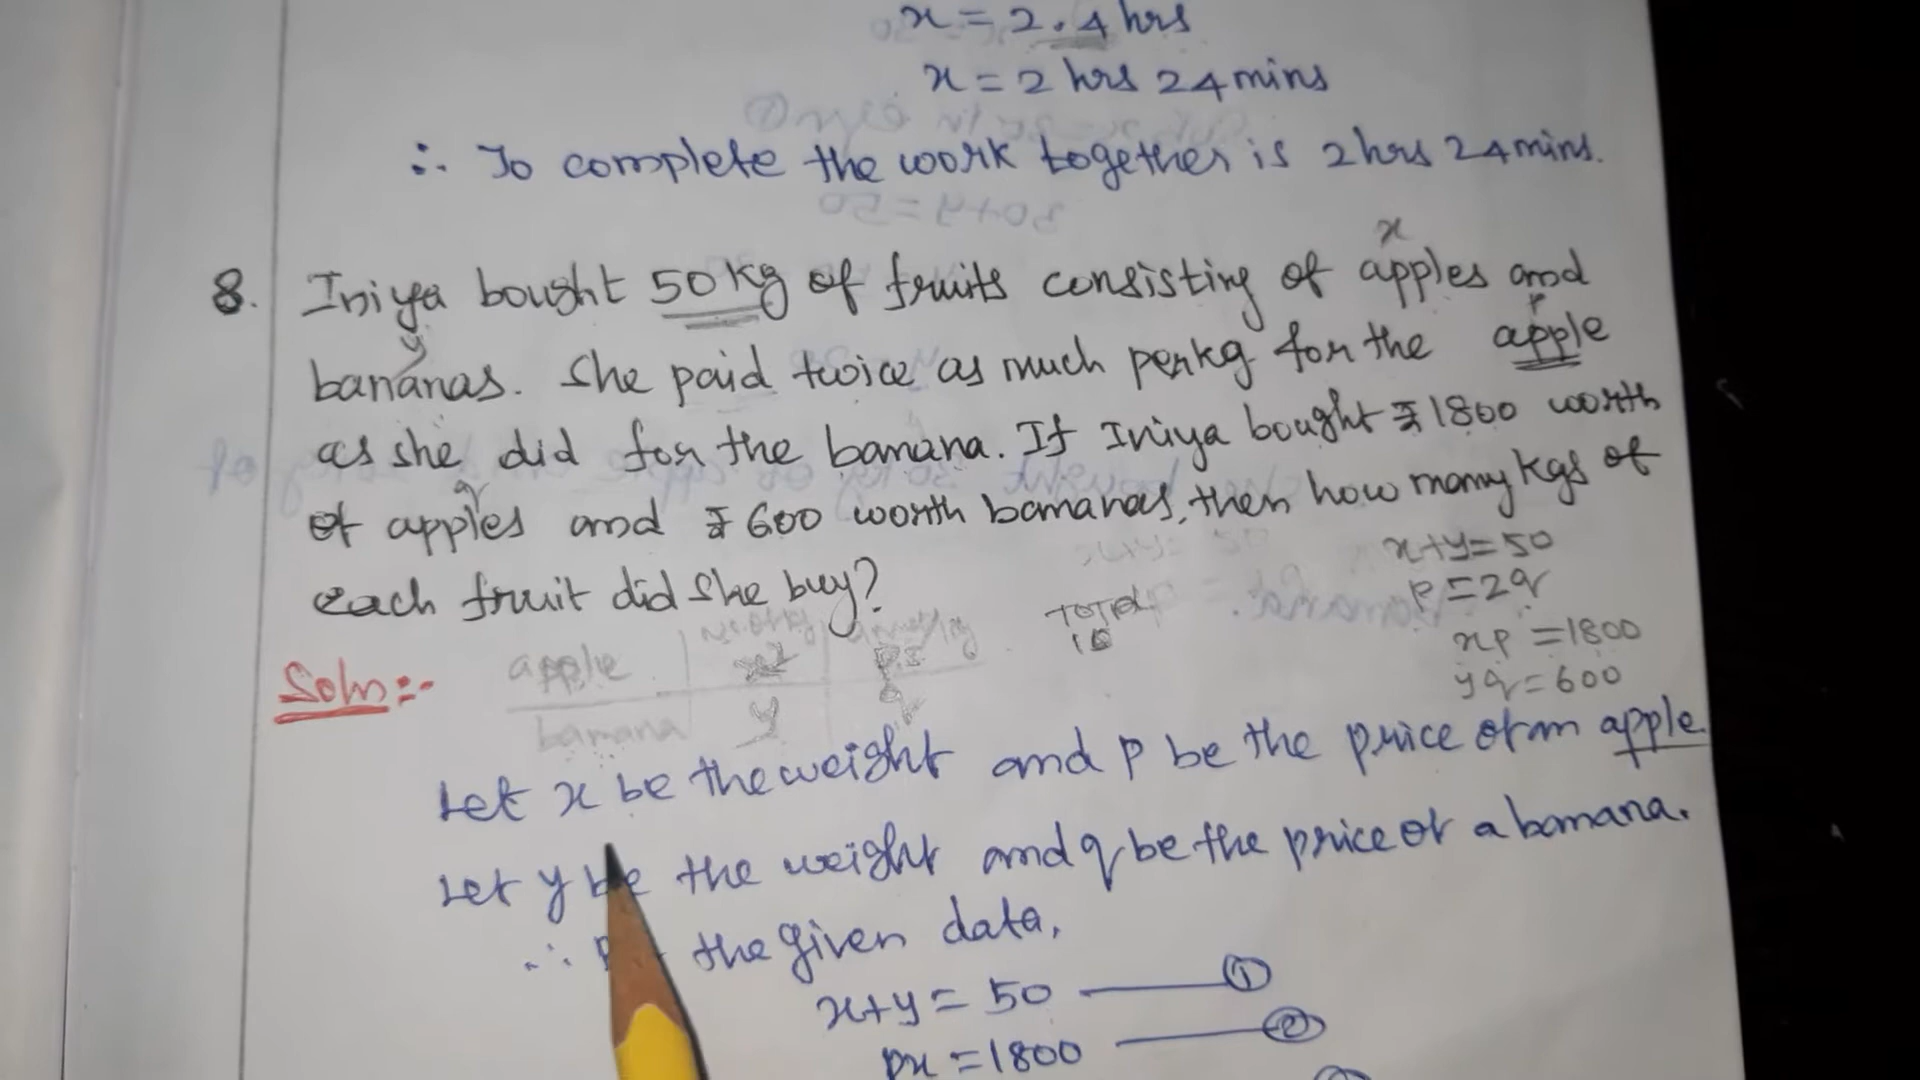 x = 2.4 hrs
x = 2 hrs 24 mins
∴ To complete the work together is 2 hrs 24 mins.
x
8. Iniya bought 50 kg of fruits consisting of apples and
y p
bananas. She paid twice as much per kg for the apple
as she did for the banana. If Iniya bought ₹ 1800 worth
q
of apples and ₹ 600 worth bananas, then how many kgs of
each fruit did she buy?
x+y=50
p=2q
xp=1800
yq=600
Total
Soln:-
apple
banana y q
Let x be the weight and p be the price of an apple.
Let y be the weight and q be the price of a banana.
∴ the given data,
x+y = 50 ①
px = 1800 ②